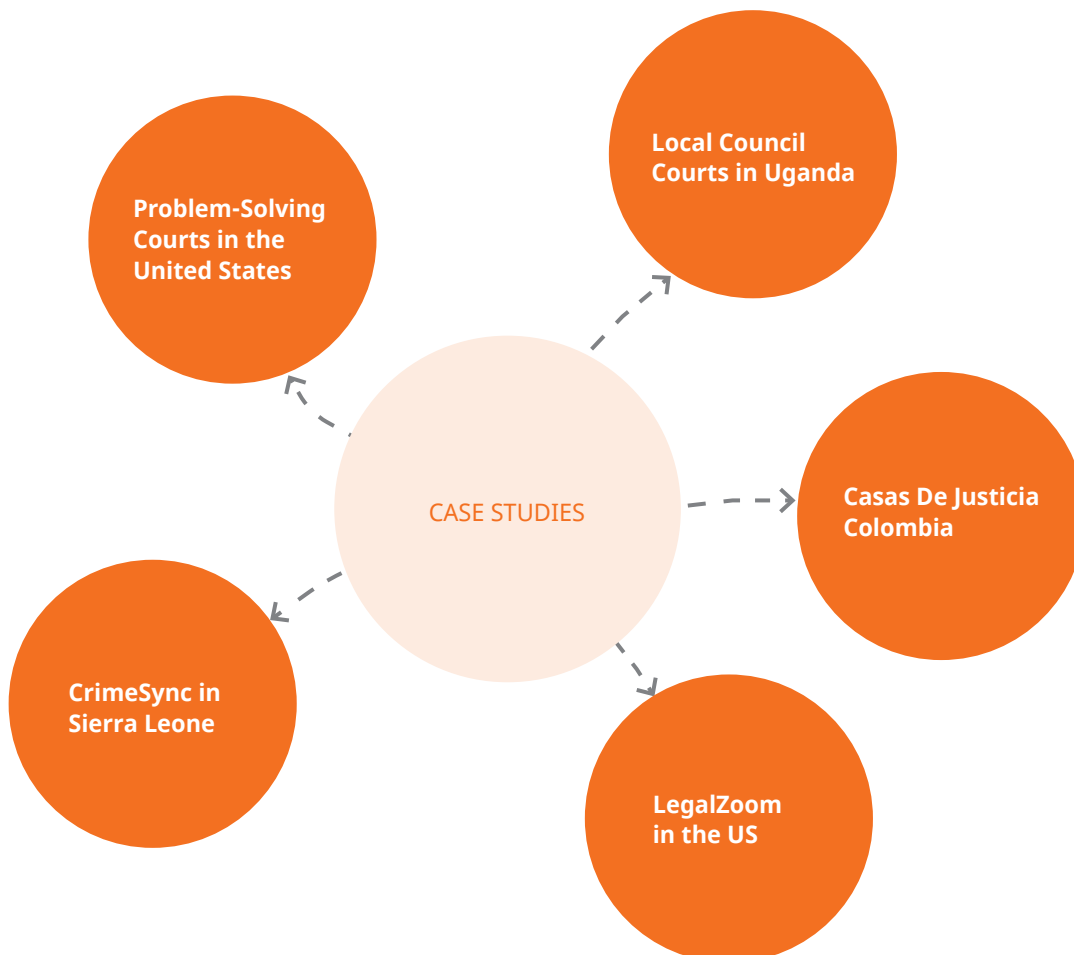 Local Council
Courts in Uganda
Problem-Solving
Courts in the
United States
CASE STUDIES
Casas De Justicia
Colombia
CrimeSync in
Sierra Leone
LegalZoom
in the US